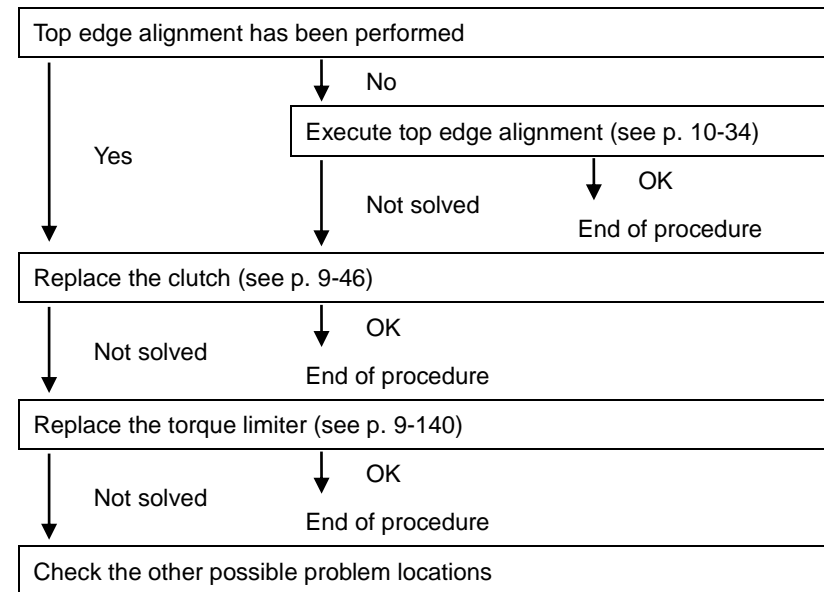 Top edge alignment has been performed
No
Execute top edge alignment (see p. 10-34)
Yes
OK
Not solved
End of procedure
Replace the clutch (see p. 9-46)
OK
Not solved
End of procedure
Replace the torque limiter (see p. 9-140)
OK
Not solved
End of procedure
Check the other possible problem locations